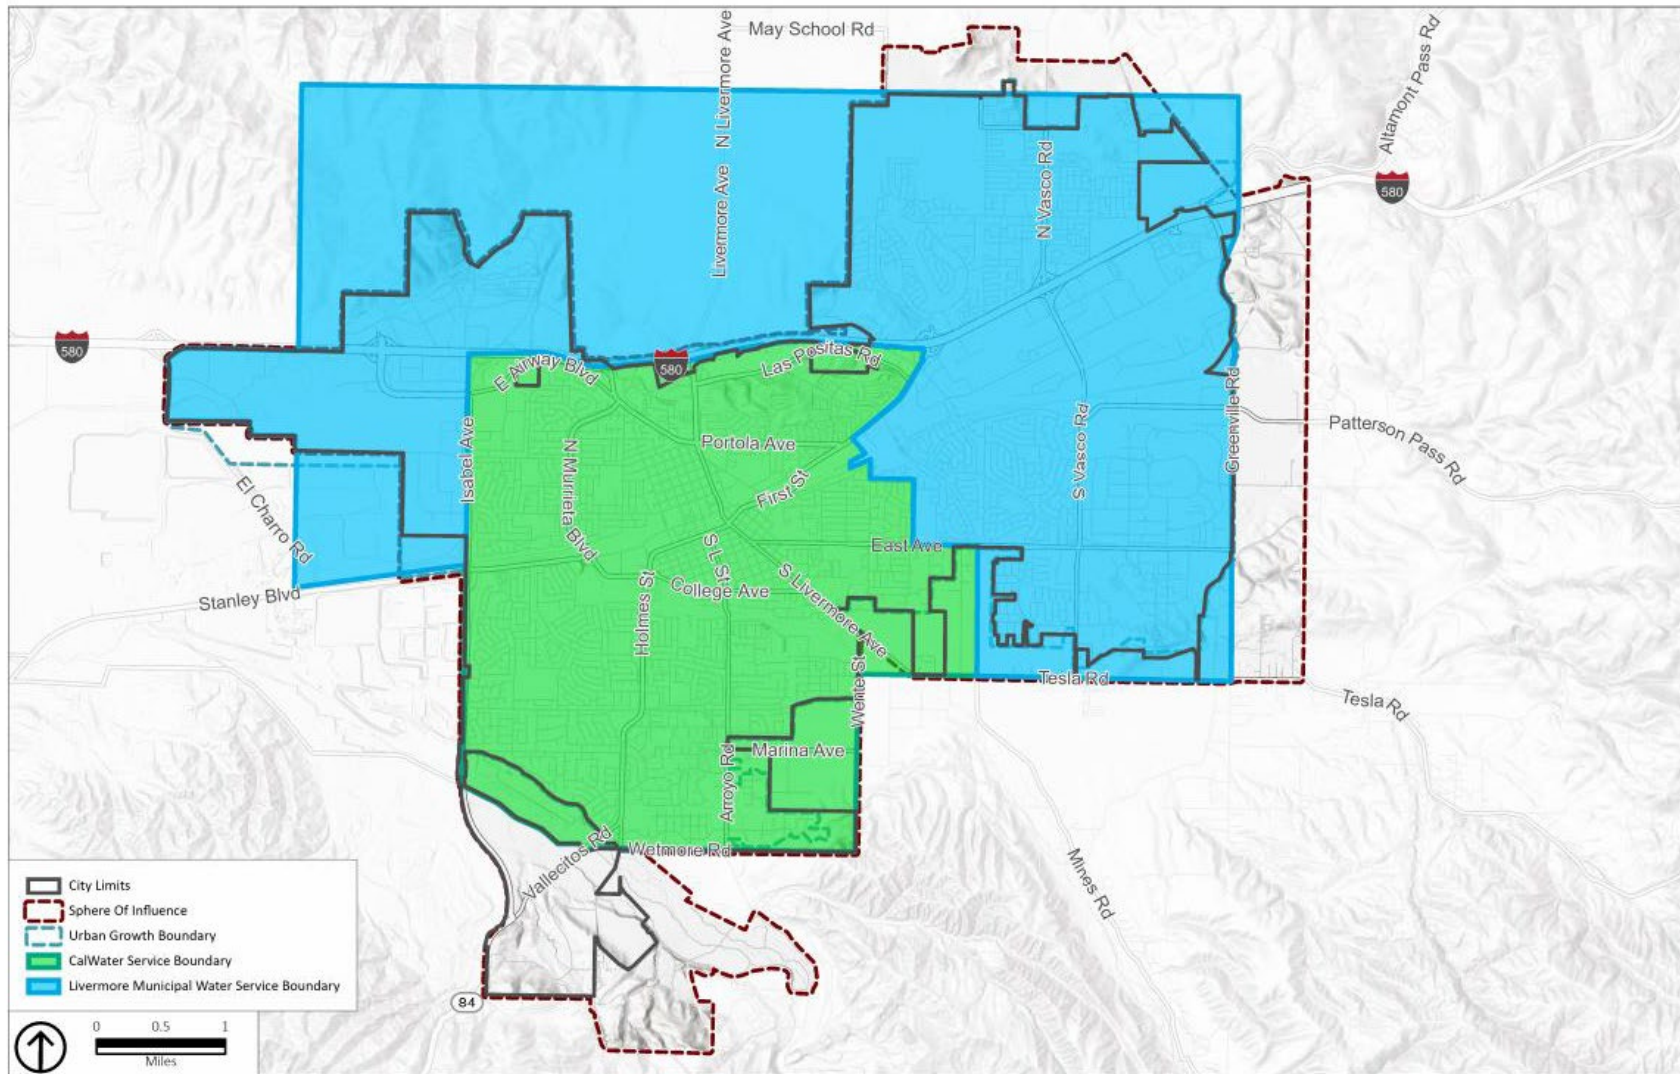 May School Rd
N Livermore Ave
Altamont Pass Rd
Livermore Ave
N Vasco Rd
580
580
580
E Airway Blvd
Las Positas Rd
Isabel Ave
N Murrieta Blvd
Portola Ave
First St
S Vasco Rd
Greenville Rd
Patterson Pass Rd
El Charro Rd
East Ave
Stanley Blvd
S L St
College Ave
S Livermore Ave
Holmes St
Wente St
Tesla Rd
Tesla Rd
Marina Ave
Arroyo Rd
Wetmore Rd
Vallecitos Rd
Mines Rd
84
City Limits
Sphere Of Influence
Urban Growth Boundary
CalWater Service Boundary
Livermore Municipal Water Service Boundary
0 0.5 1
Miles